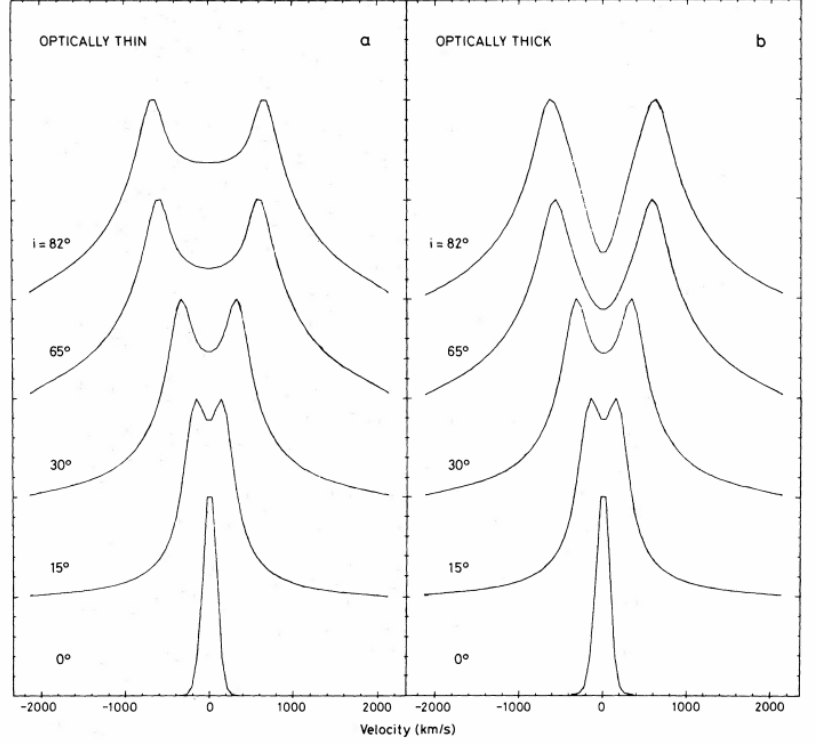 OPTICALLY THIN a
OPTICALLY THICK b
i = 82°
65°
30°
15°
0°
i = 82°
65°
30°
15°
0°
-2000 -1000 0 1000 2000
-2000 -1000 0 1000 2000
Velocity (km/s)